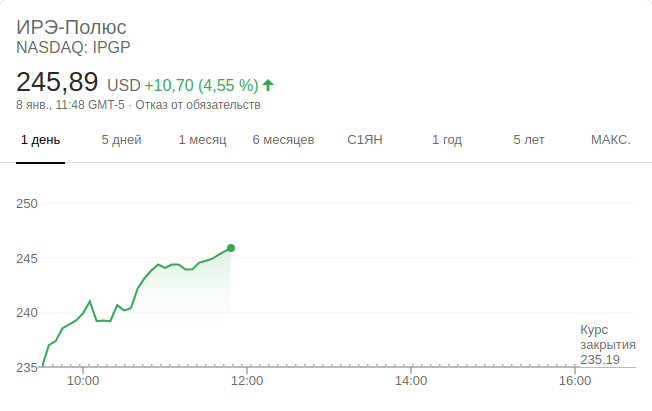 ИРЭ-Полюс
NASDAQ: IPGP
245,89 USD +10,70 (4,55 %)
8 янв., 11:48 GMT-5 · Отказ от обязательств
1 день 5 дней 1 месяц 6 месяцев С1ЯН 1 год 5 лет МАКС.
250
245
240
Курс
закрытия
235,19
235
10:00 12:00 14:00 16:00